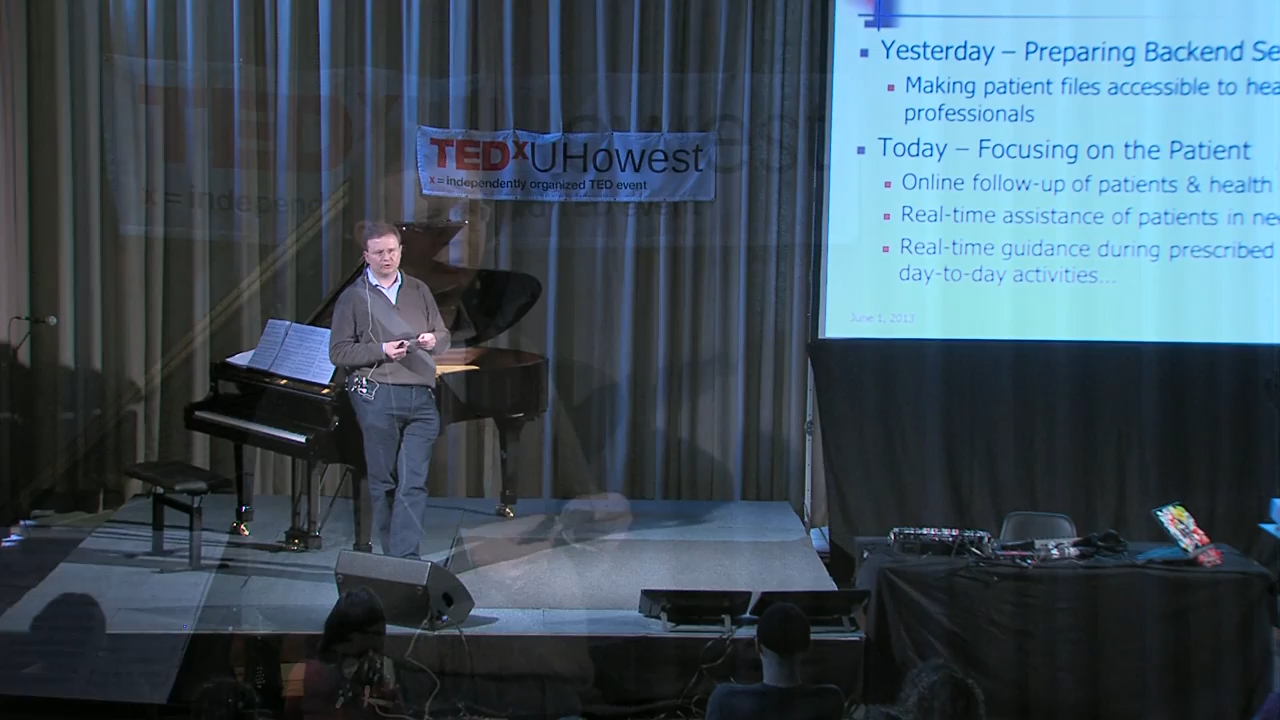 TEDxUHowest
x = independently organized TED event
Yesterday – Preparing Backend Se
Making patient files accessible to hea
professionals
Today – Focusing on the Patient
Online follow-up of patients & health
Real-time assistance of patients in ne
Real-time guidance during prescribed
day-to-day activities...
June 1, 2013
TEDx
x = independ